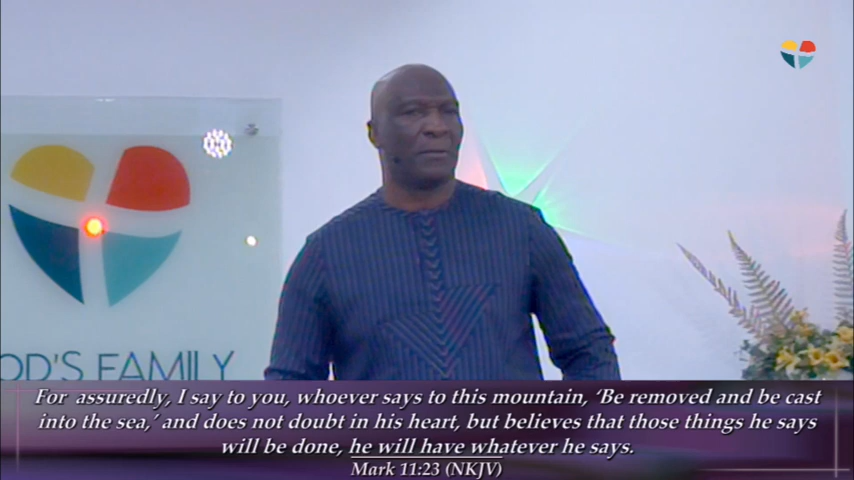 OD'S FAMILY
For assuredly, I say to you, whoever says to this mountain, ‘Be removed and be cast
into the sea,’ and does not doubt in his heart, but believes that those things he says
will be done, he will have whatever he says.
Mark 11:23 (NKJV)